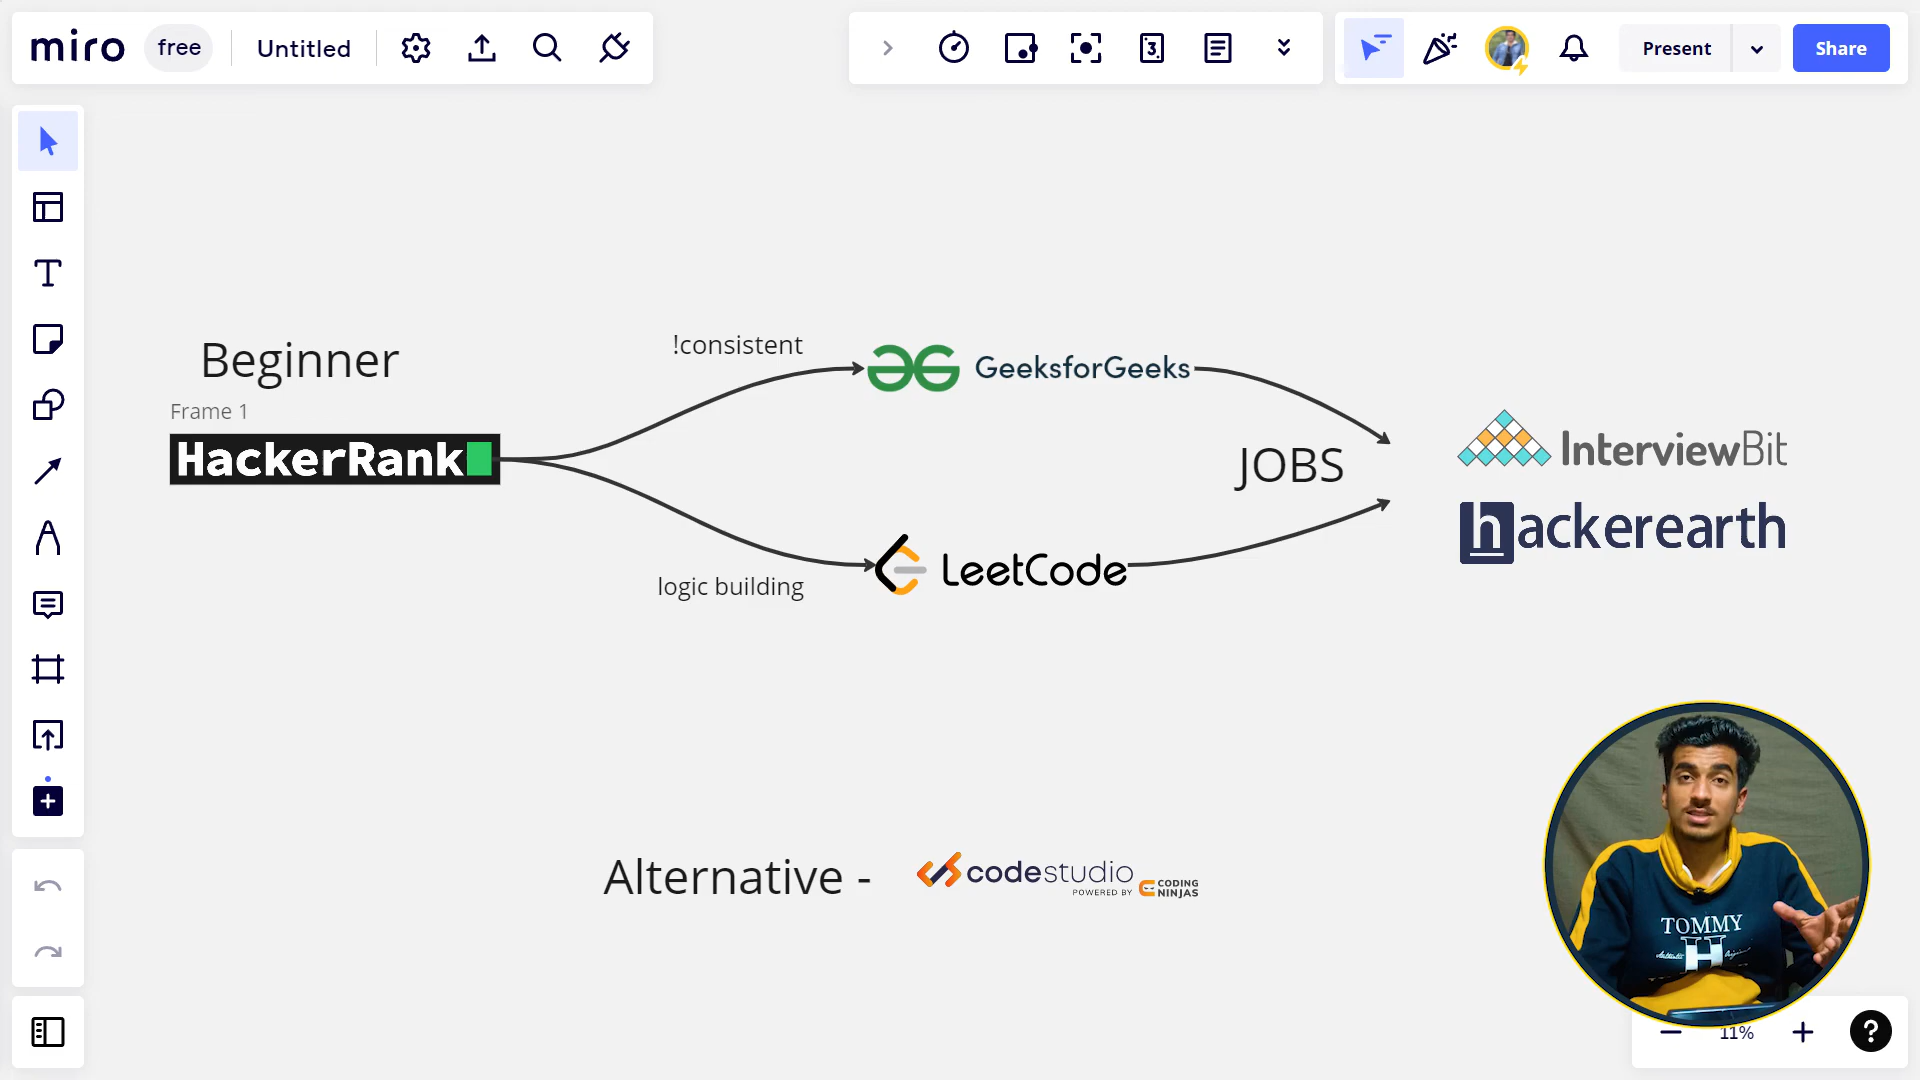 miro
free
Untitled
3
Present
Share
Beginner
Frame 1
HackerRank
!consistent
GeeksforGeeks
JOBS
InterviewBit
hackerearth
logic building
LeetCode
Alternative -
codestudio
POWERED BY
CODING
NINJAS
TOMMY
H
11%
?